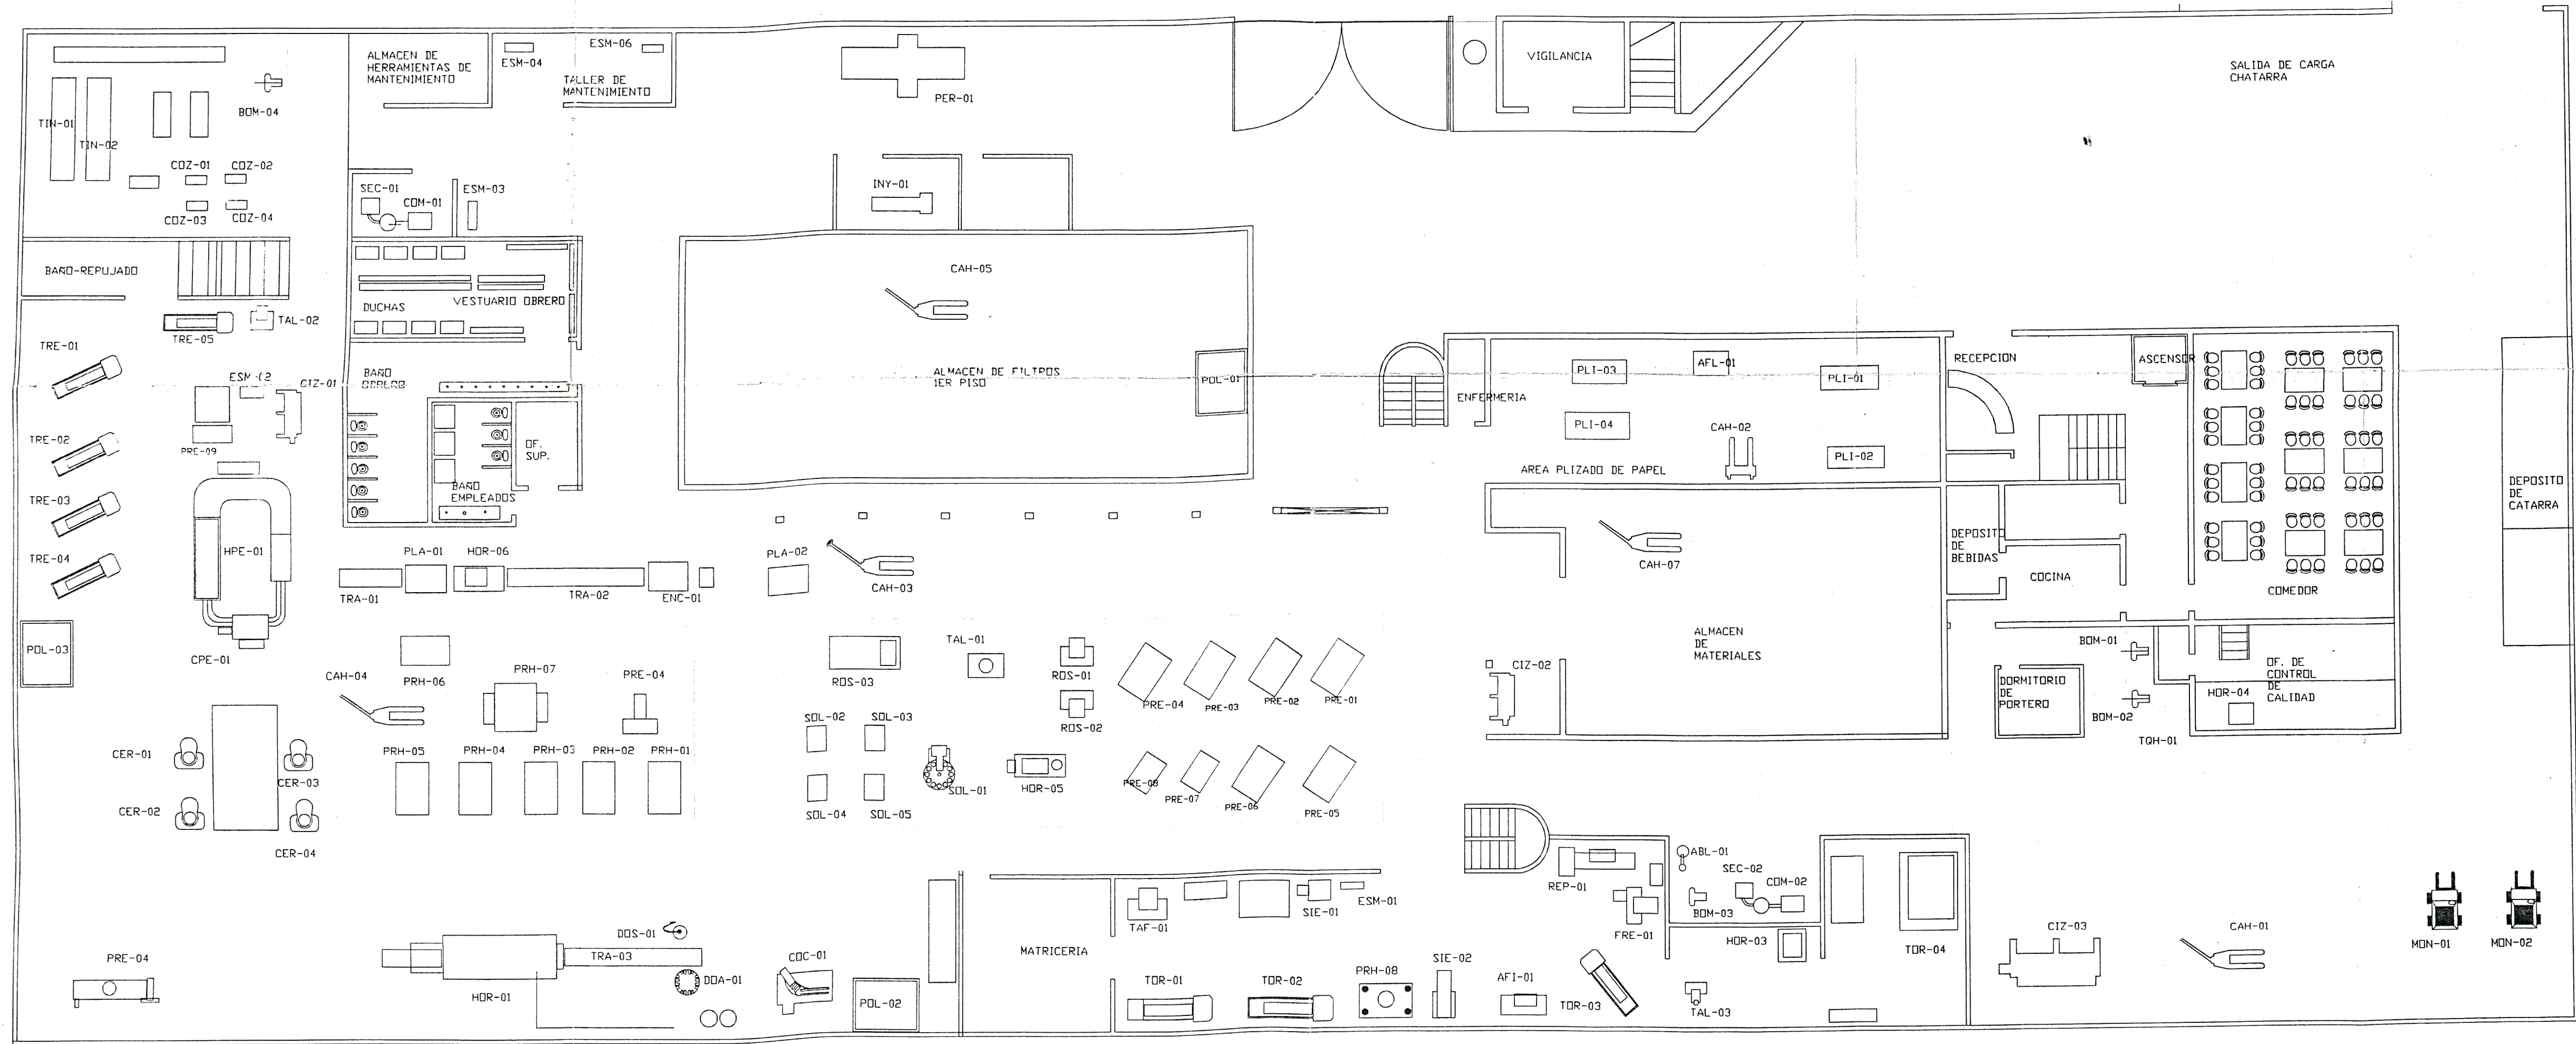 ALMACEN DE
HERRAMIENTAS DE
MANTENIMIENTO
ESM-04
ESM-06
TALLER DE
MANTENIMIENTO
PER-01
VIGILANCIA
SALIDA DE CARGA
CHATARRA
BOM-04
TIN-01
TIN-02
COZ-01
COZ-02
COZ-03
COZ-04
SEC-01
COM-01
ESM-03
INY-01
BAÑO-REPUJADO
CAH-05
DUCHAS
VESTUARIO OBRERO
TRE-05
TAL-02
TRE-01
ESM-02
CIZ-01
BAÑO
OBRERO
ALMACEN DE FILTROS
1ER PISO
POL-01
ENFERMERIA
PLI-03
AFL-01
PLI-01
RECEPCION
ASCENSOR
PLI-04
CAH-02
PLI-02
AREA PLIZADO DE PAPEL
TRE-02
PRE-09
OF.
SUP.
BAÑO
EMPLEADOS
DEPOSITO
DE
CATARRA
TRE-03
TRE-04
HPE-01
PLA-01
HOR-06
TRA-01
TRA-02
ENC-01
PLA-02
CAH-03
CAH-07
DEPOSITO
DE
BEBIDAS
COCINA
COMEDOR
POL-03
CPE-01
PRH-06
CAH-04
PRH-07
PRE-04
ROS-03
TAL-01
ROS-01
ROS-02
PRE-04
PRE-03
PRE-02
PRE-01
ALMACEN
DE
MATERIALES
CIZ-02
BOM-01
DORMITORIO
DE
PORTERO
BOM-02
TQH-01
OF. DE
CONTROL
DE
CALIDAD
HOR-04
CER-01
CER-03
CER-02
CER-04
PRH-05
PRH-04
PRH-03
PRH-02
PRH-01
SOL-02
SOL-03
SOL-04
SOL-05
SOL-01
HOR-05
PRE-08
PRE-07
PRE-06
PRE-05
ABL-01
REP-01
SEC-02
COM-02
BOM-03
FRE-01
HOR-03
TOR-04
TAF-01
SIE-01
ESM-01
MATRICERIA
PRE-04
HOR-01
DOS-01
TRA-03
DOA-01
COC-01
POL-02
TOR-01
TOR-02
PRH-08
SIE-02
AFI-01
TOR-03
TAL-03
CIZ-03
CAH-01
MON-01
MON-02